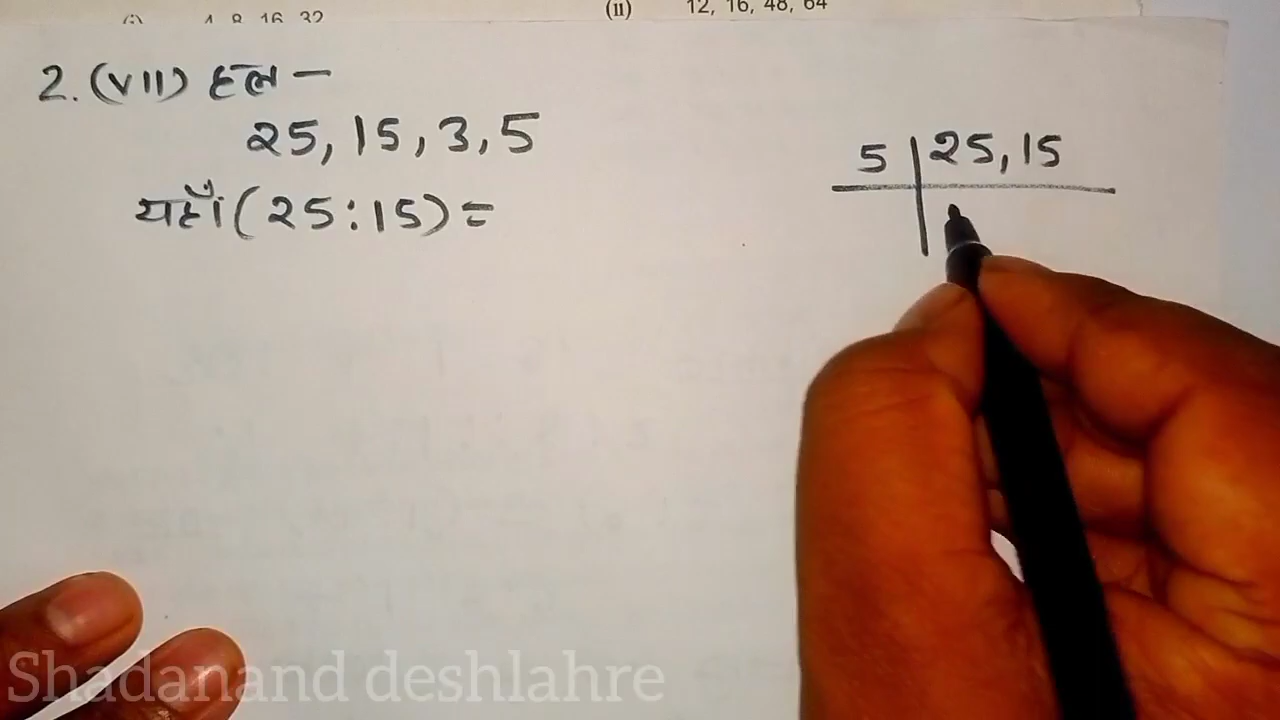 (ii) 12, 16, 48, 64
2. (VII) हल –
25, 15, 3, 5
यहाँ (25:15) =
5 | 25, 15
Shadanand deshlahre